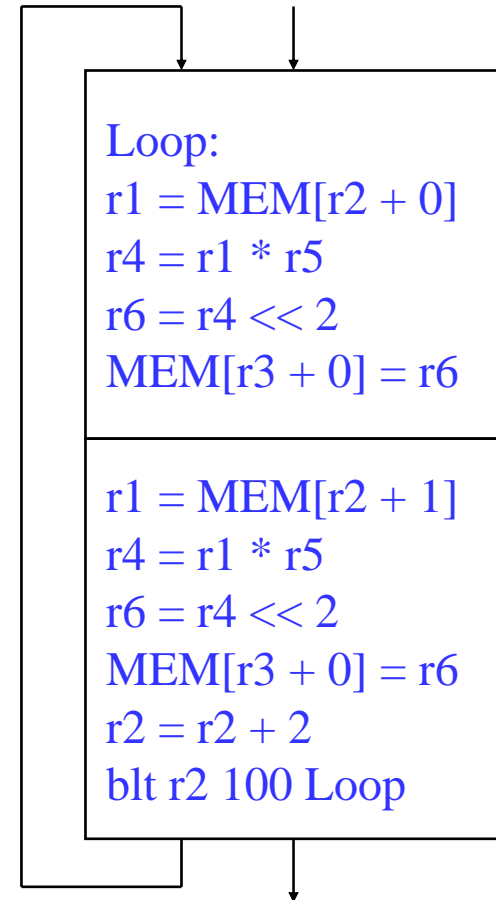 Loop:
r1 = MEM[r2 + 0]
r4 = r1 * r5
r6 = r4 << 2
MEM[r3 + 0] = r6
r1 = MEM[r2 + 1]
r4 = r1 * r5
r6 = r4 << 2
MEM[r3 + 0] = r6
r2 = r2 + 2
blt r2 100 Loop